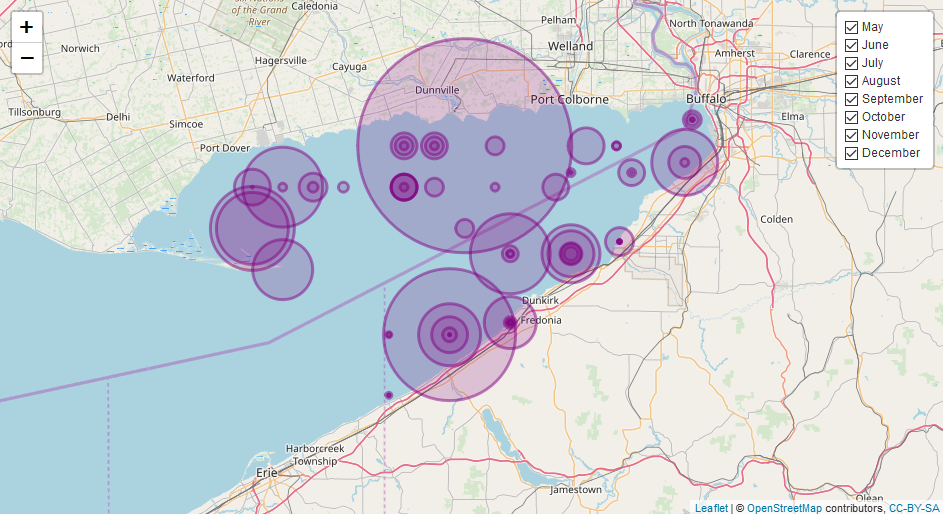 Six Nations
of the Grand
River
Caledonia
Pelham
North Tonawanda
Norwich
Hagersville
Cayuga
Welland
Amherst
Clarence
Waterford
Dunnville
Port Colborne
Buffalo
Tillsonburg
Delhi
Simcoe
Elma
Port Dover
Colden
Dunkirk
Fredonia
Harborcreek
Township
Erie
Jamestown
Olean
+
−
May
June
July
August
September
October
November
December
Leaflet | © OpenStreetMap contributors, CC-BY-SA